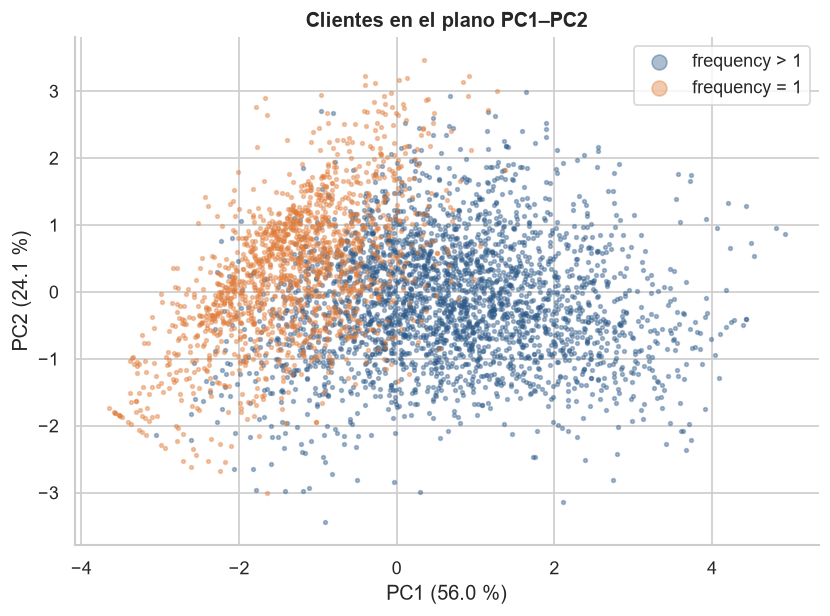 Clientes en el plano PC1–PC2
frequency > 1
frequency = 1
PC2 (24.1 %)
3
2
1
0
−1
−2
−3
−4
−2
0
2
4
PC1 (56.0 %)